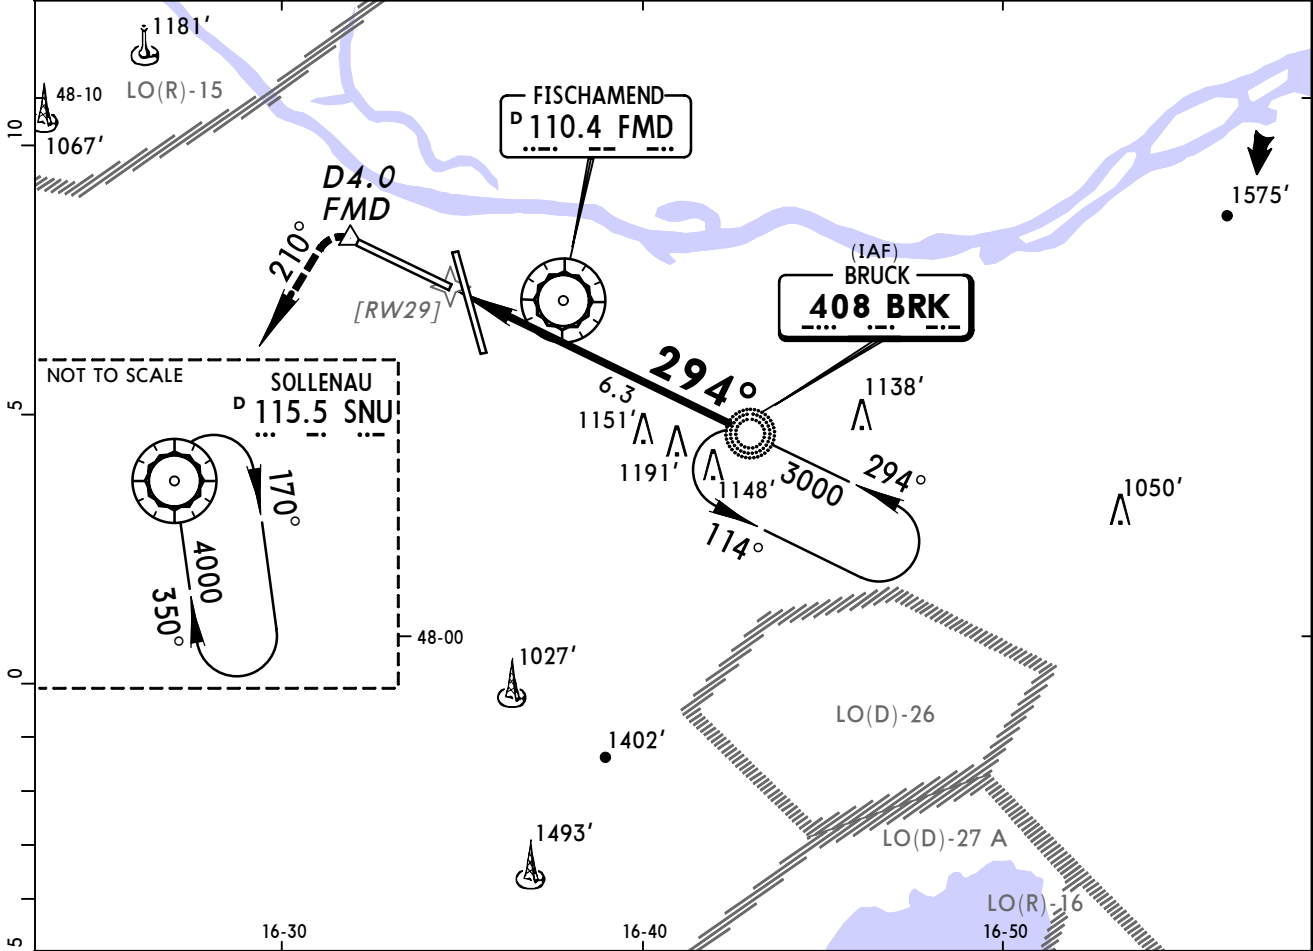 1181'
48-10
LO(R)-15
1067'
10
FISCHAMEND
D 110.4 FMD
D4.0
FMD
210°
[RW29]
1575'
(IAF)
BRUCK
408 BRK
294°
6.3
1138'
1151'
1191'
1148'
3000
294°
114°
1050'
5
NOT TO SCALE
SOLLENAU
D 115.5 SNU
170°
4000
350°
48-00
0
1027'
1402'
1493'
LO(D)-26
LO(D)-27 A
LO(R)-16
5
16-30
16-40
16-50